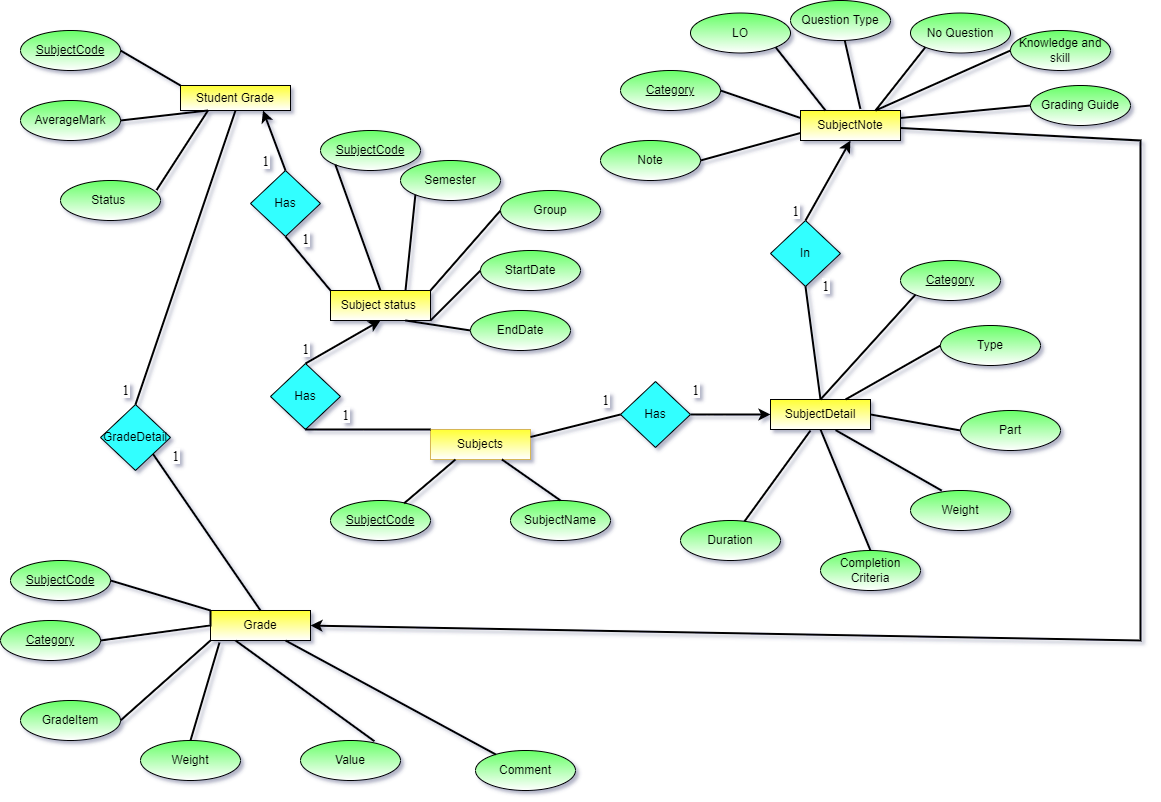 LO
Question Type
No Question
Knowledge and
skill
SubjectCode
Category
Grading Guide
Student Grade
SubjectNote
AverageMark
Note
SubjectCode
1
Semester
Status
Has
Group
1
1
In
StartDate
1
Category
Subject status
EndDate
Type
1
Has
1
1
1
1
Has
SubjectDetail
Part
GradeDetail
1
Subjects
SubjectCode
SubjectName
Weight
Duration
Completion
Criteria
SubjectCode
Grade
Category
GradeItem
Weight
Value
Comment